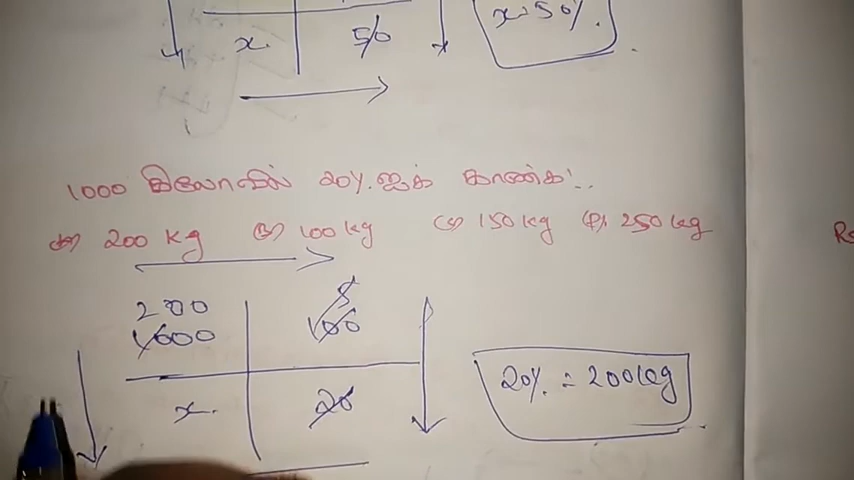 x=50%.
x. 50
1000 கிலோவில் 20%.ஐக் காண்க:..
அ) 200 kg ஆ) 100 kg இ) 150 kg ஈ). 250 kg
200 5
1000 100
x. 20
20% = 200 kg